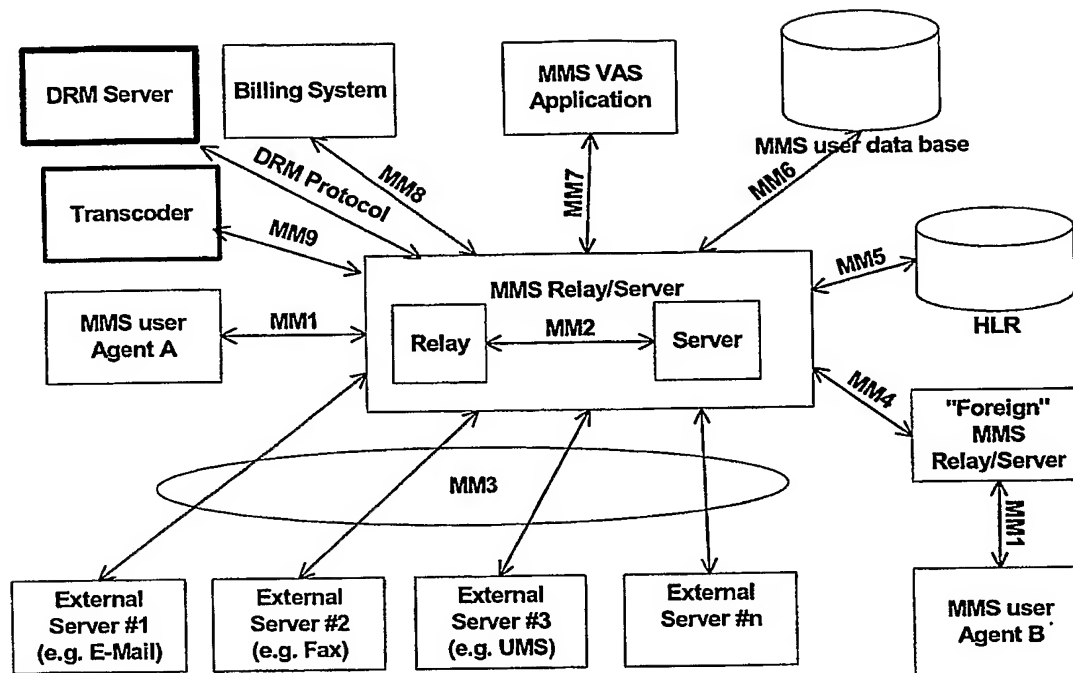 DRM Server
Billing System
MMS VAS
Application
MMS user data base
DRM Protocol
MM8
MM7
MM6
Transcoder
MM9
MM5
HLR
MMS Relay/Server
MMS user
Agent A
MM1
Relay
MM2
Server
MM4
"Foreign"
MMS
Relay/Server
MM3
MM1
External
Server #1
(e.g. E-Mail)
External
Server #2
(e.g. Fax)
External
Server #3
(e.g. UMS)
External
Server #n
MMS user
Agent B